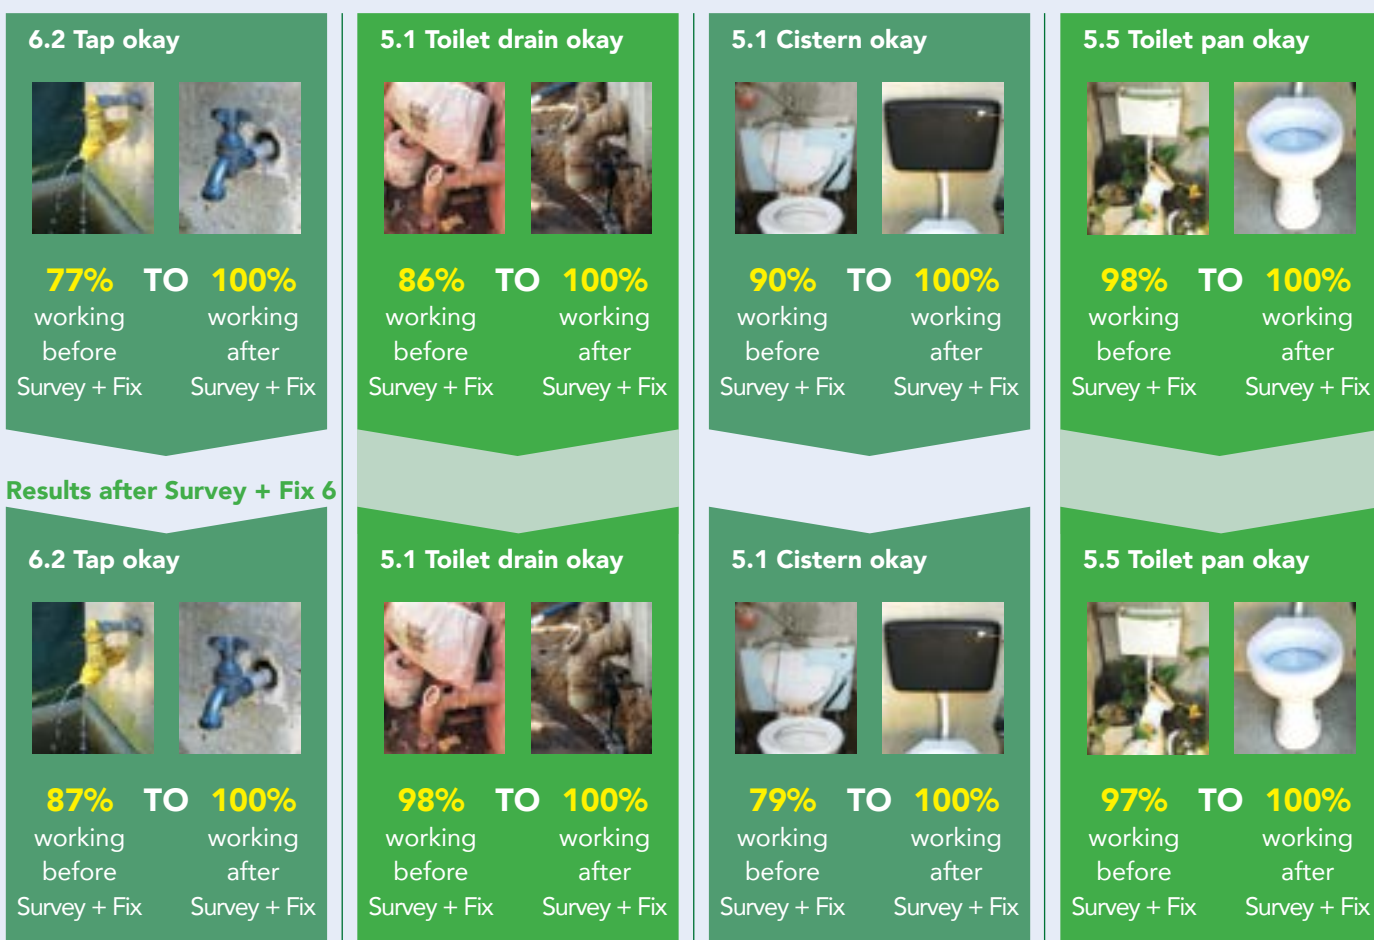 6.2 Tap okay
77% TO 100%
working working
before after
Survey + Fix Survey + Fix
5.1 Toilet drain okay
86% TO 100%
working working
before after
Survey + Fix Survey + Fix
5.1 Cistern okay
90% TO 100%
working working
before after
Survey + Fix Survey + Fix
5.5 Toilet pan okay
98% TO 100%
working working
before after
Survey + Fix Survey + Fix
Results after Survey + Fix 6
6.2 Tap okay
87% TO 100%
working working
before after
Survey + Fix Survey + Fix
5.1 Toilet drain okay
98% TO 100%
working working
before after
Survey + Fix Survey + Fix
5.1 Cistern okay
79% TO 100%
working working
before after
Survey + Fix Survey + Fix
5.5 Toilet pan okay
97% TO 100%
working working
before after
Survey + Fix Survey + Fix